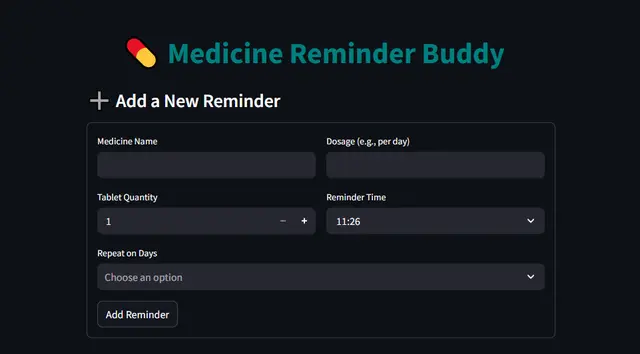 Medicine Reminder Buddy
Add a New Reminder
Medicine Name
Dosage (e.g., per day)
Tablet Quantity
Reminder Time
1
11:26
Repeat on Days
Choose an option
Add Reminder